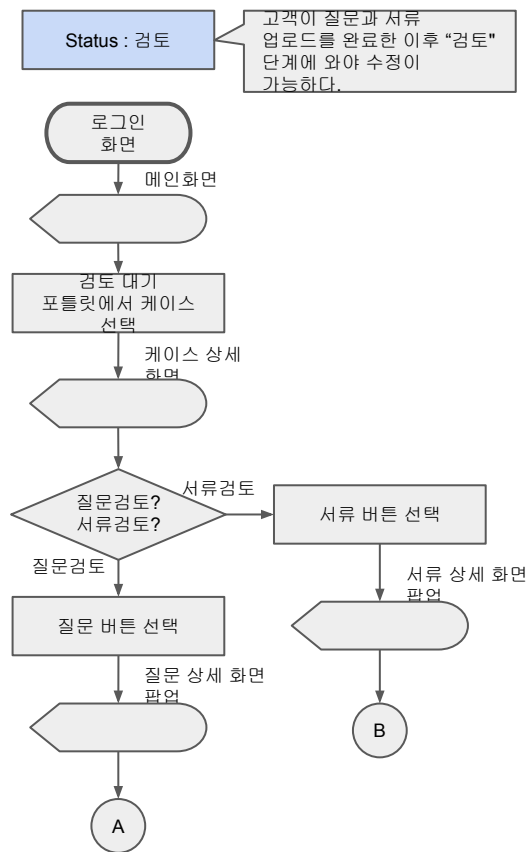 Status : 검토
고객이 질문과 서류
업로드를 완료한 이후 “검토"
단계에 와야 수정이
가능하다.
로그인
화면
메인화면
검토 대기
포틀릿에서 케이스
선택
케이스 상세
화면
질문검토?
서류검토?
서류검토
서류 버튼 선택
질문검토
서류 상세 화면
팝업
질문 버튼 선택
질문 상세 화면
팝업
B
A